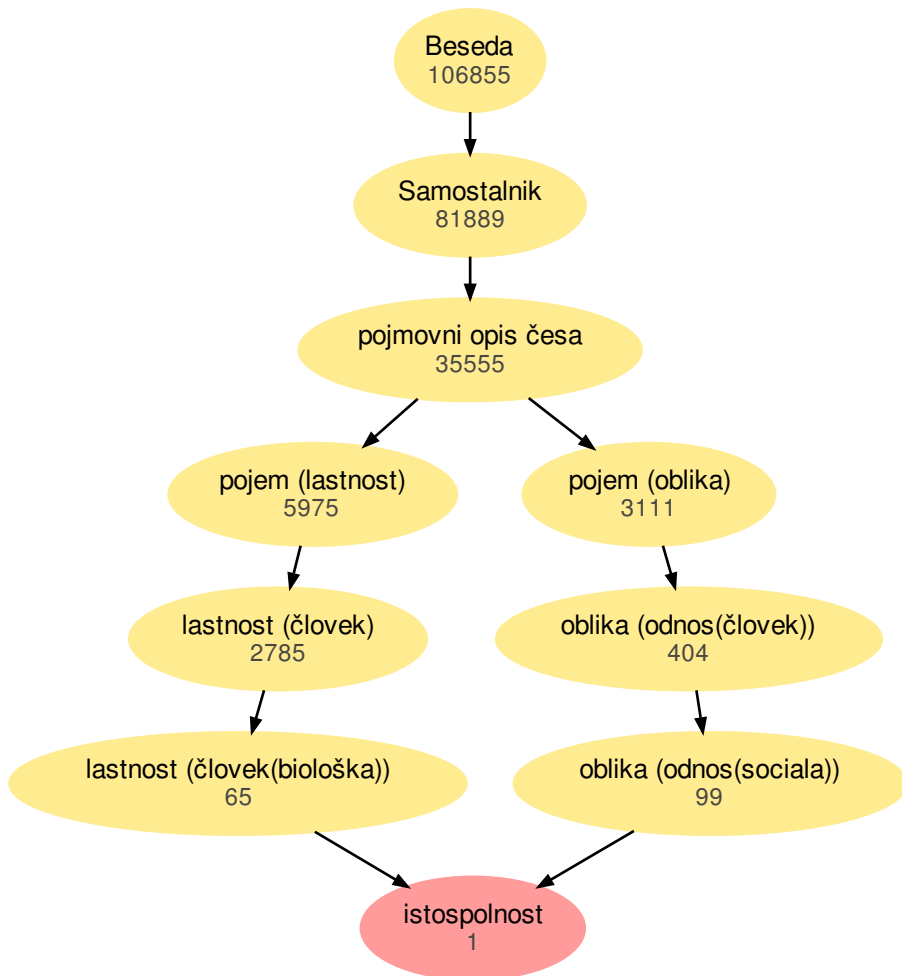 Beseda
106855
Samostalnik
81889
pojmovni opis česa
35555
pojem (lastnost)
5975
pojem (oblika)
3111
lastnost (človek)
2785
oblika (odnos(človek))
404
lastnost (človek(biološka))
65
oblika (odnos(sociala))
99
istospolnost
1